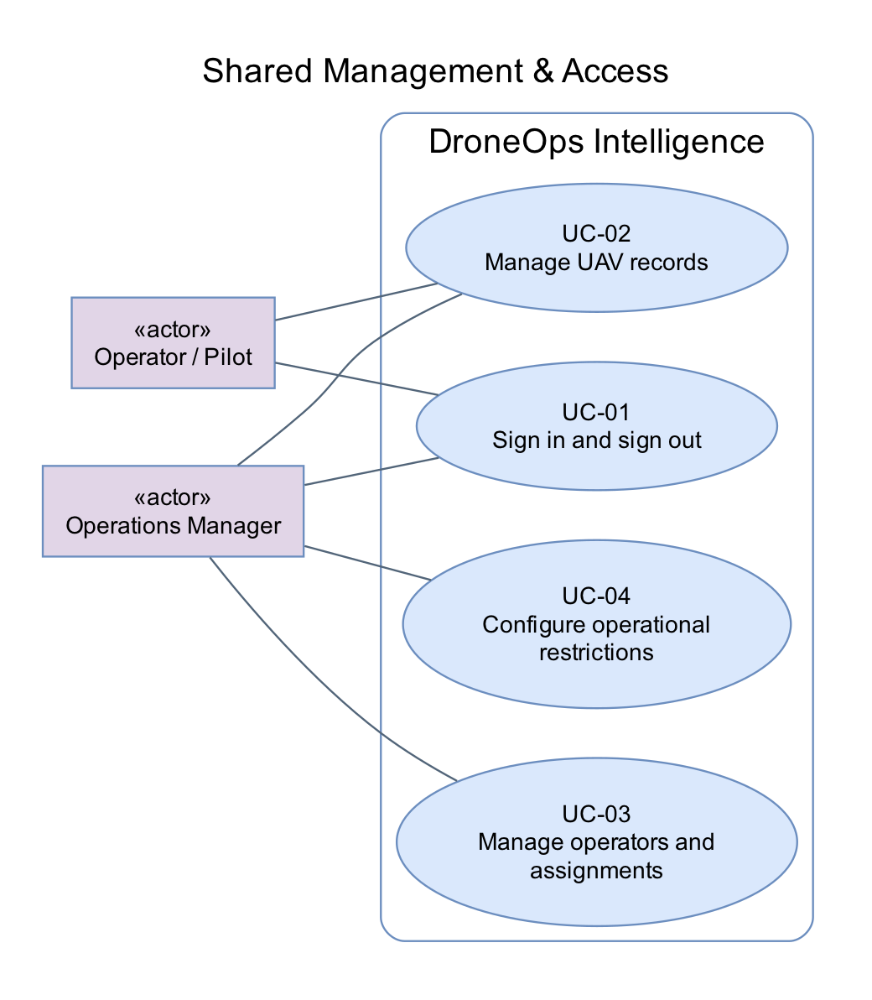 Shared Management & Access
DroneOps Intelligence
UC-02
Manage UAV records
«actor»
Operator / Pilot
UC-01
Sign in and sign out
«actor»
Operations Manager
UC-04
Configure operational
restrictions
UC-03
Manage operators and
assignments